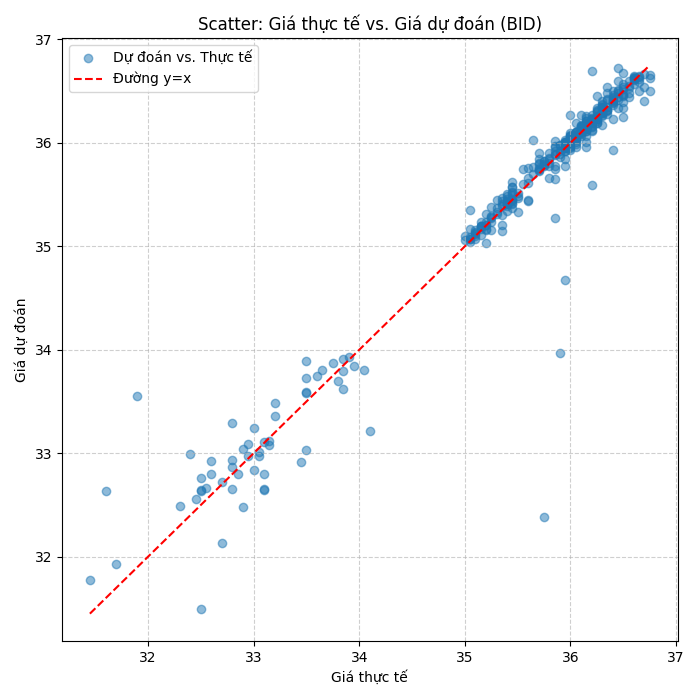 Scatter: Giá thực tế vs. Giá dự đoán (BID)
Dự đoán vs. Thực tế
Đường y=x
37
36
35
34
33
32
Giá dự đoán
32
33
34
35
36
37
Giá thực tế